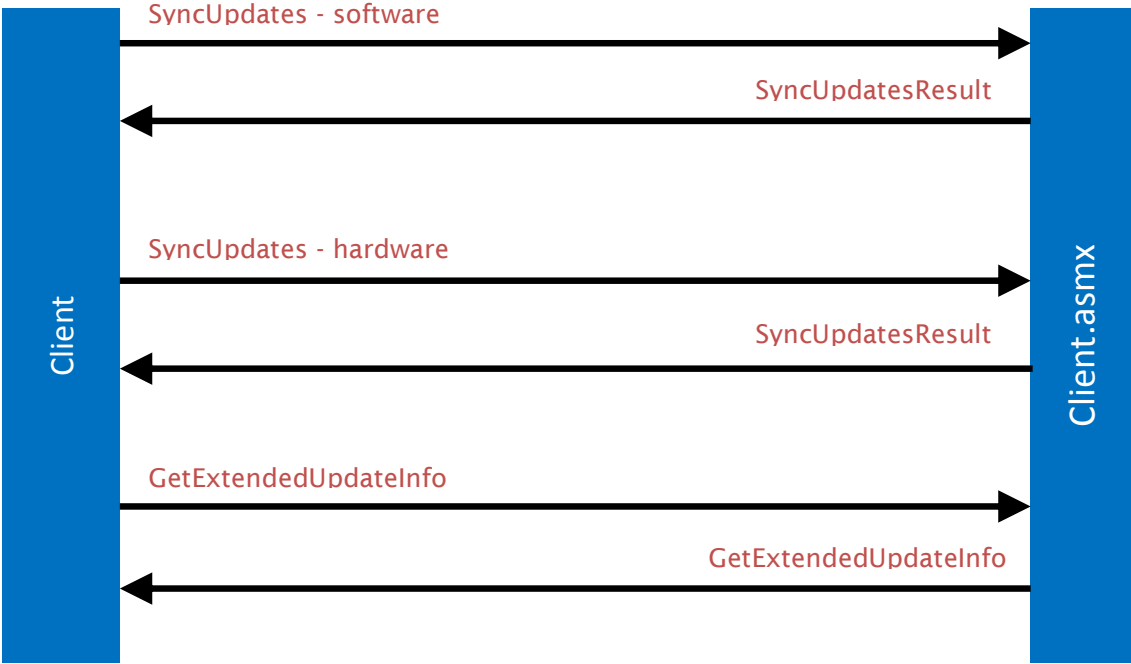 SyncUpdates - software
SyncUpdatesResult
SyncUpdates - hardware
Client
SyncUpdatesResult
Client.asmx
GetExtendedUpdateInfo
GetExtendedUpdateInfo